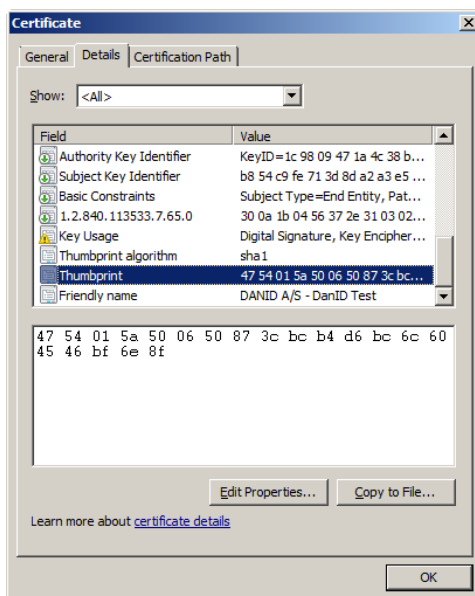 Certificate
General Details Certification Path
Show: <All>
Field Value
Authority Key Identifier KeyID=1c 98 09 47 1a 4c 38 b...
Subject Key Identifier b8 54 c9 fe 71 3d 8d a2 a3 e5 ...
Basic Constraints Subject Type=End Entity, Pat...
1.2.840.113533.7.65.0 30 0a 1b 04 56 37 2e 31 03 02...
Key Usage Digital Signature, Key Encipher...
Thumbprint algorithm sha1
Thumbprint 47 54 01 5a 50 06 50 87 3c bc...
Friendly name DANID A/S - DanID Test
47 54 01 5a 50 06 50 87 3c bc b4 d6 bc 6c 60
45 46 bf 6e 8f
Edit Properties... Copy to File...
Learn more about certificate details
OK